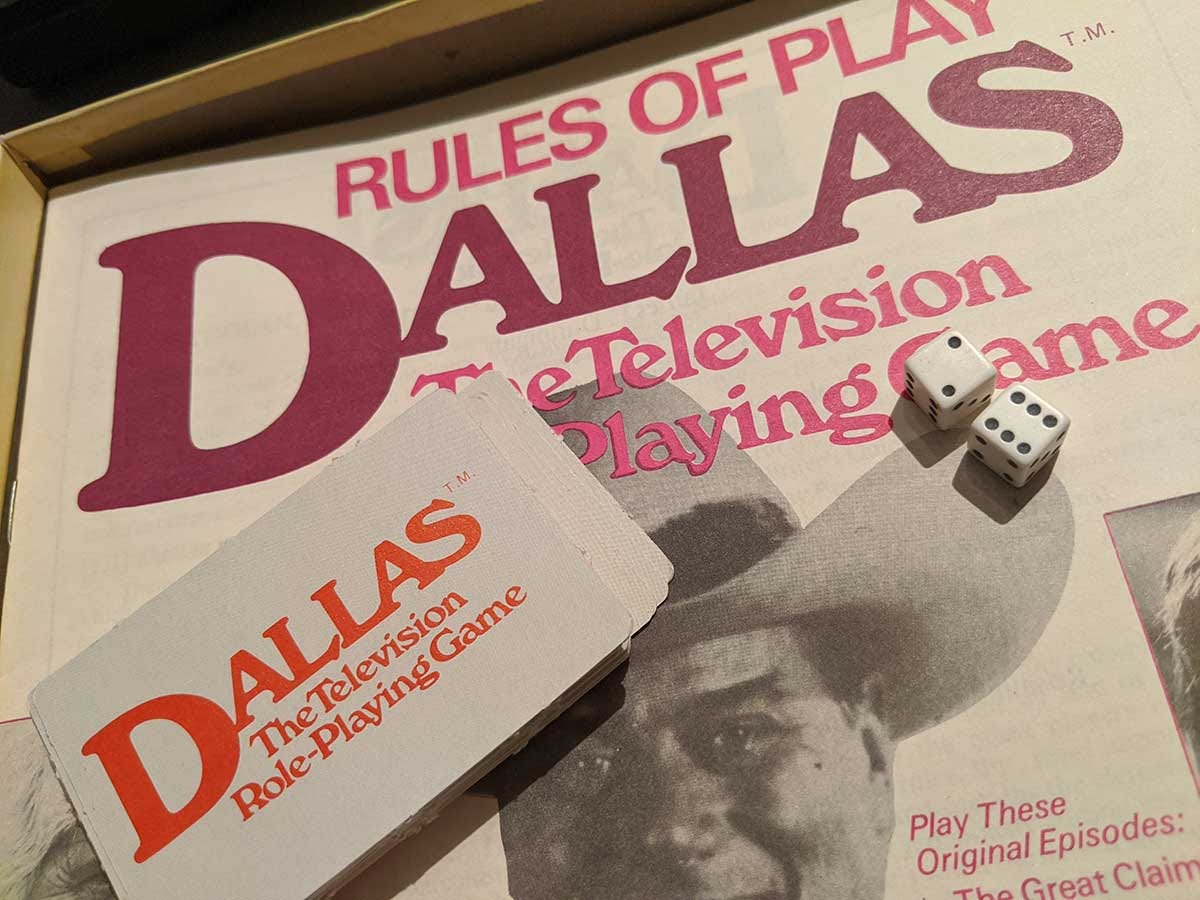 RULES OF PLAY
DALLAS T.M.
The Television
Playing Game
DALLAS T.M.
The Television
Role-Playing Game
Play These
Original Episodes:
The Great Claim